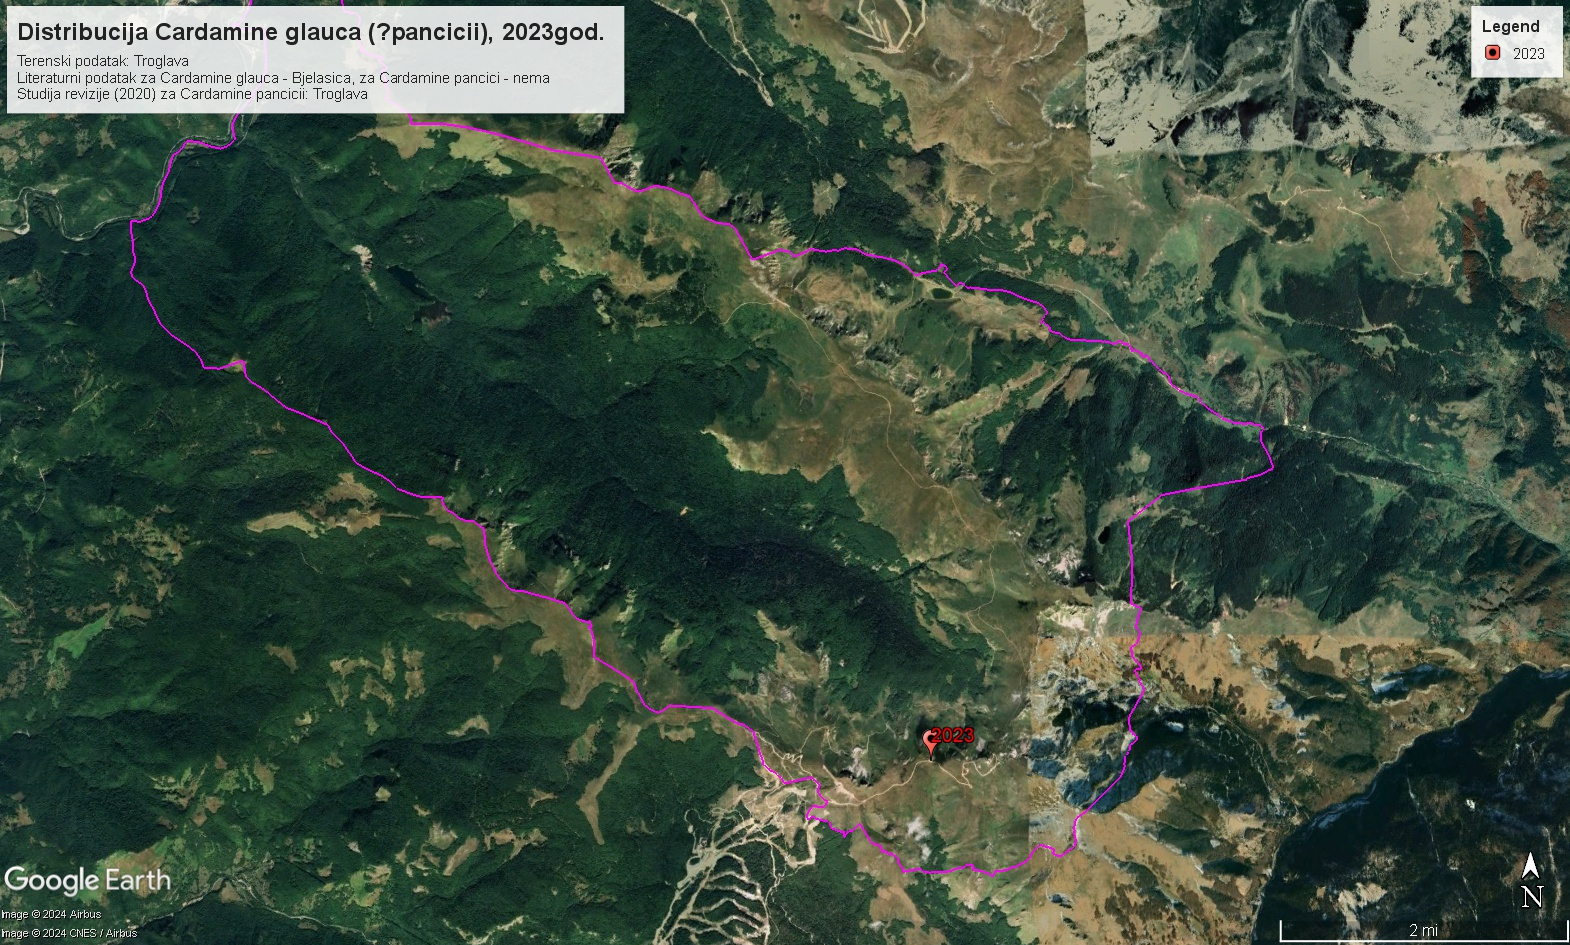 Distribucija Cardamine glauca (?pancicii), 2023god.
Terenski podatak: Troglava
Literaturni podatak za Cardamine glauca - Bjelasica, za Cardamine pancici - nema
Studija revizije (2020) za Cardamine pancicii: Troglava
Legend
2023
2023
Google Earth
Image © 2024 Airbus
Image © 2024 CNES / Airbus
N
2 mi